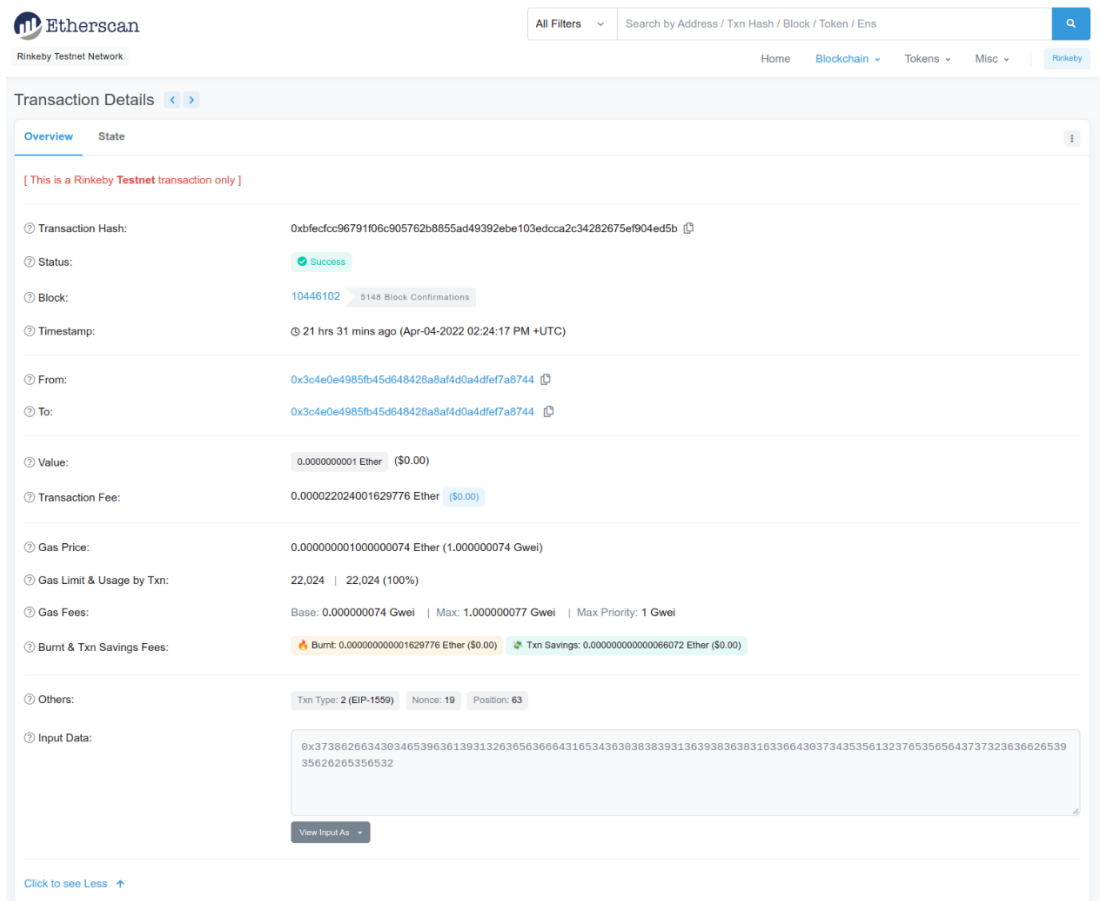 Etherscan
All Filters
Search by Address / Txn Hash / Block / Token / Ens
Rinkeby Testnet Network
Home Blockchain Tokens Misc Rinkeby
Transaction Details
Overview State
[ This is a Rinkeby Testnet transaction only ]
Transaction Hash: 0xbfecfcc96791f06c905762b8855ad49392ebe103edcca2c34282675ef904ed5b
Status: Success
Block: 10446102 5148 Block Confirmations
Timestamp: 21 hrs 31 mins ago (Apr-04-2022 02:24:17 PM +UTC)
From: 0x3c4e0e4985fb45d648428a8af4d0a4dfef7a8744
To: 0x3c4e0e4985fb45d648428a8af4d0a4dfef7a8744
Value: 0.0000000001 Ether ($0.00)
Transaction Fee: 0.000022024001629776 Ether ($0.00)
Gas Price: 0.000000001000000074 Ether (1.000000074 Gwei)
Gas Limit & Usage by Txn: 22,024 | 22,024 (100%)
Gas Fees: Base: 0.000000074 Gwei | Max: 1.000000077 Gwei | Max Priority: 1 Gwei
Burnt & Txn Savings Fees: Burnt: 0.000000000001629776 Ether ($0.00) Txn Savings: 0.000000000000066072 Ether ($0.00)
Others: Txn Type: 2 (EIP-1559) Nonce: 19 Position: 63
Input Data:
35626265356532
View Input As
Click to see Less